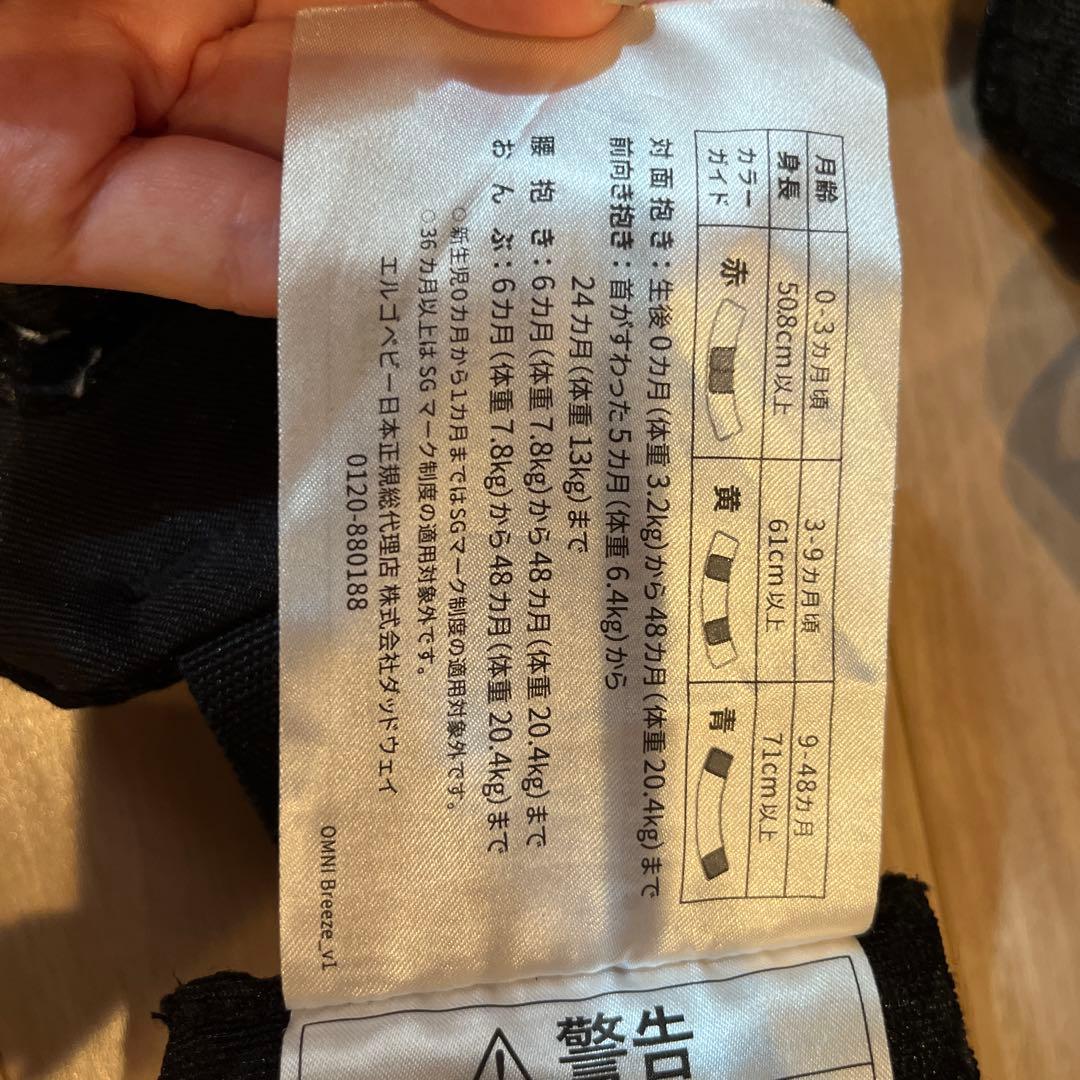 月齢 0-3カ月頃 3-9カ月頃 9-48カ月
身長 50.8cm以上 61cm以上 71cm以上
カラーガイド 赤 黄 青
対面抱き：生後0カ月(体重3.2kg)から48カ月(体重20.4kg)まで
前向き抱き：首がすわった5カ月(体重6.4kg)から
24カ月(体重13kg)まで
腰抱き：6カ月(体重7.8kg)から48カ月(体重20.4kg)まで
おんぶ：6カ月(体重7.8kg)から48カ月(体重20.4kg)まで
○新生児0カ月から1カ月まではSGマーク制度の適用対象外です。
○36カ月以上はSGマーク制度の適用対象外です。
エルゴベビー日本正規総代理店 株式会社ダッドウェイ
0120-880188
OMNI Breeze_v1
警告